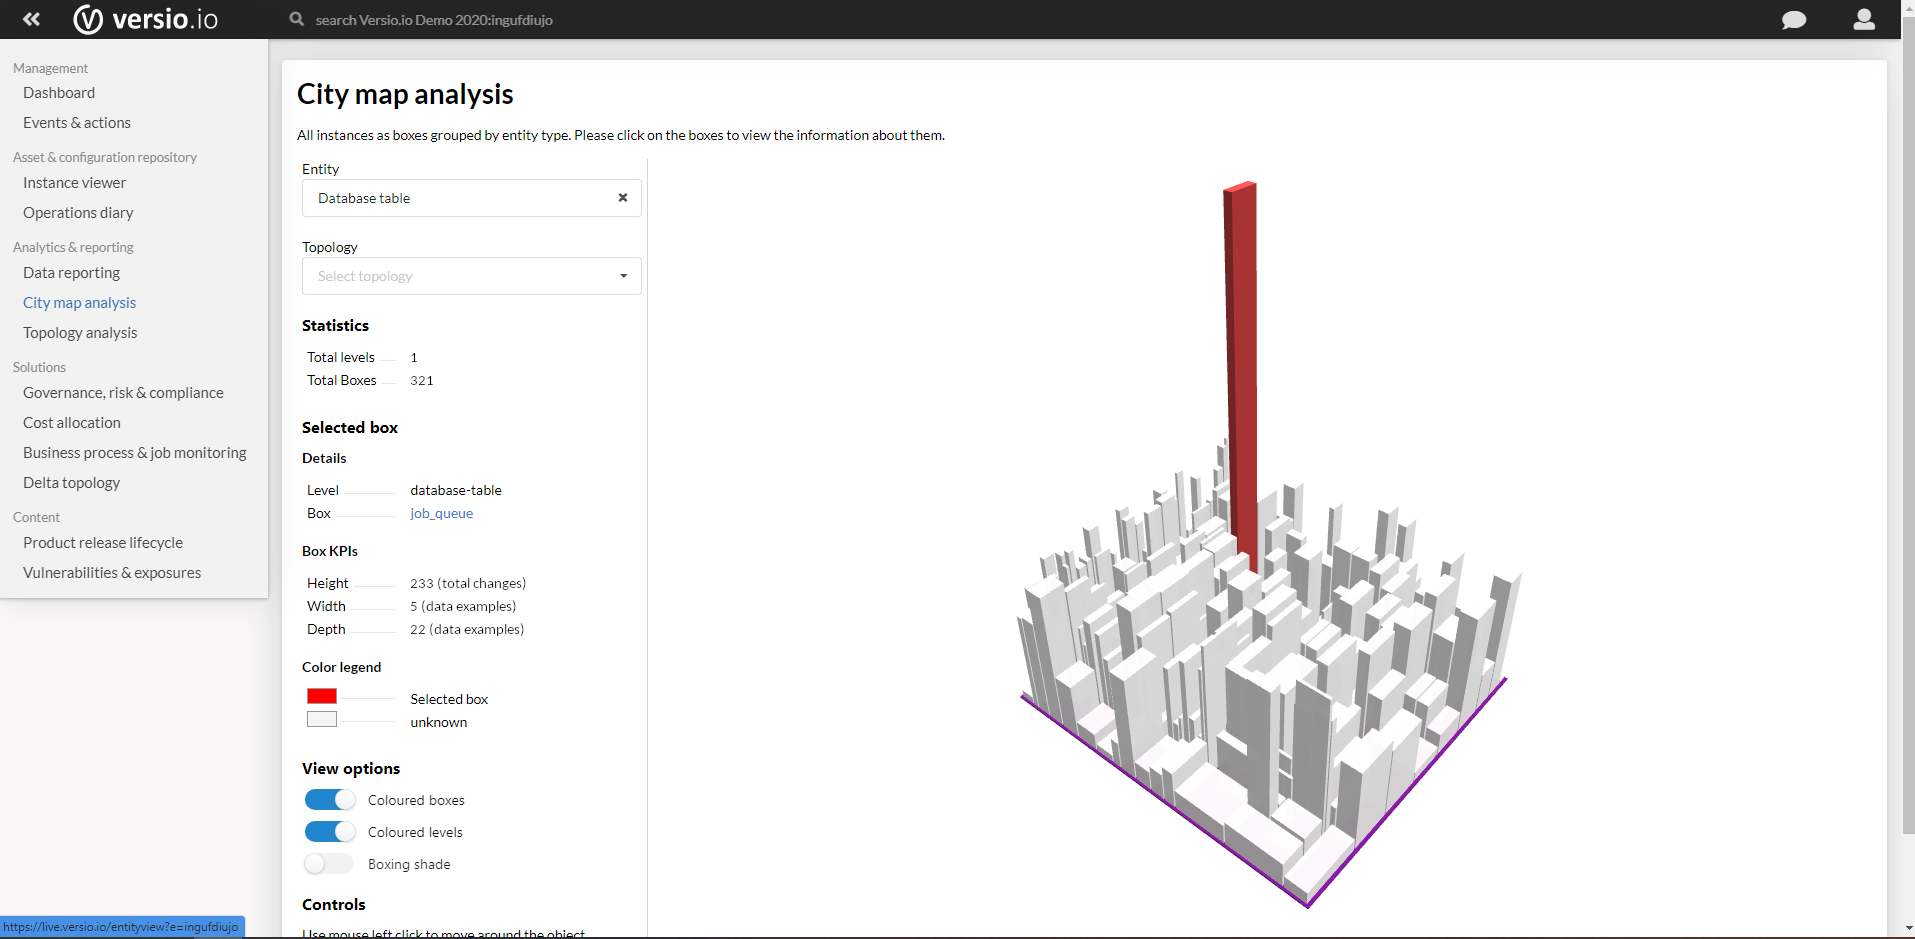 versio.io
search Versio.io Demo 2020:ingufdiujo
Management
Dashboard
Events & actions
Asset & configuration repository
Instance viewer
Operations diary
Analytics & reporting
Data reporting
City map analysis
Topology analysis
Solutions
Governance, risk & compliance
Cost allocation
Business process & job monitoring
Delta topology
Content
Product release lifecycle
Vulnerabilities & exposures
https://live.versio.io/entityview?e=ingufdiujo
City map analysis
All instances as boxes grouped by entity type. Please click on the boxes to view the information about them.
Entity
Database table
Topology
Select topology
Statistics
Total levels 1
Total Boxes 321
Selected box
Details
Level database-table
Box job_queue
Box KPIs
Height 233 (total changes)
Width 5 (data examples)
Depth 22 (data examples)
Color legend
Selected box
unknown
View options
Coloured boxes
Coloured levels
Boxing shade
Controls
Use mouse left click to move around the object